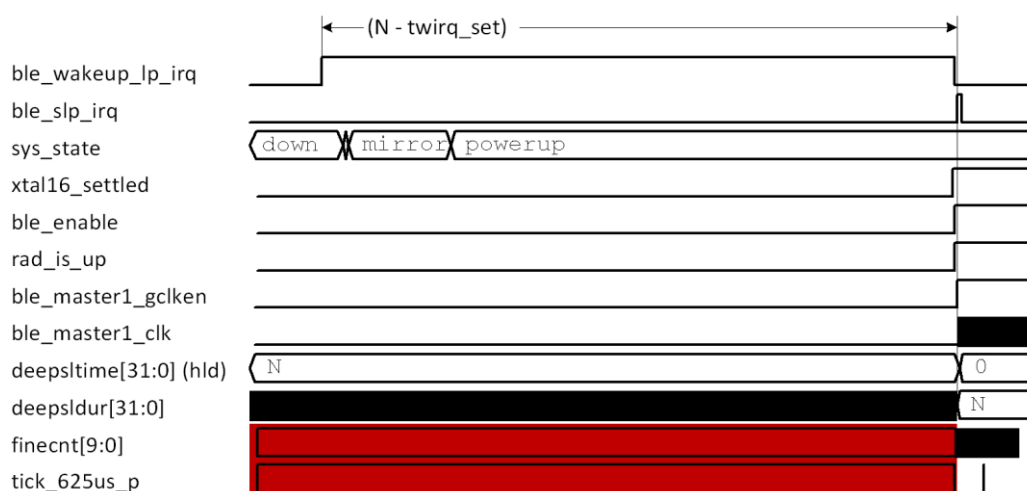 (N - twirq_set)
ble_wakeup_lp_irq
ble_slp_irq
sys_state down mirror powerup
xtal16_settled
ble_enable
rad_is_up
ble_master1_gclken
ble_master1_clk
deepsltime[31:0] (hld) N 0
deepsldur[31:0] N
finecnt[9:0]
tick_625us_p